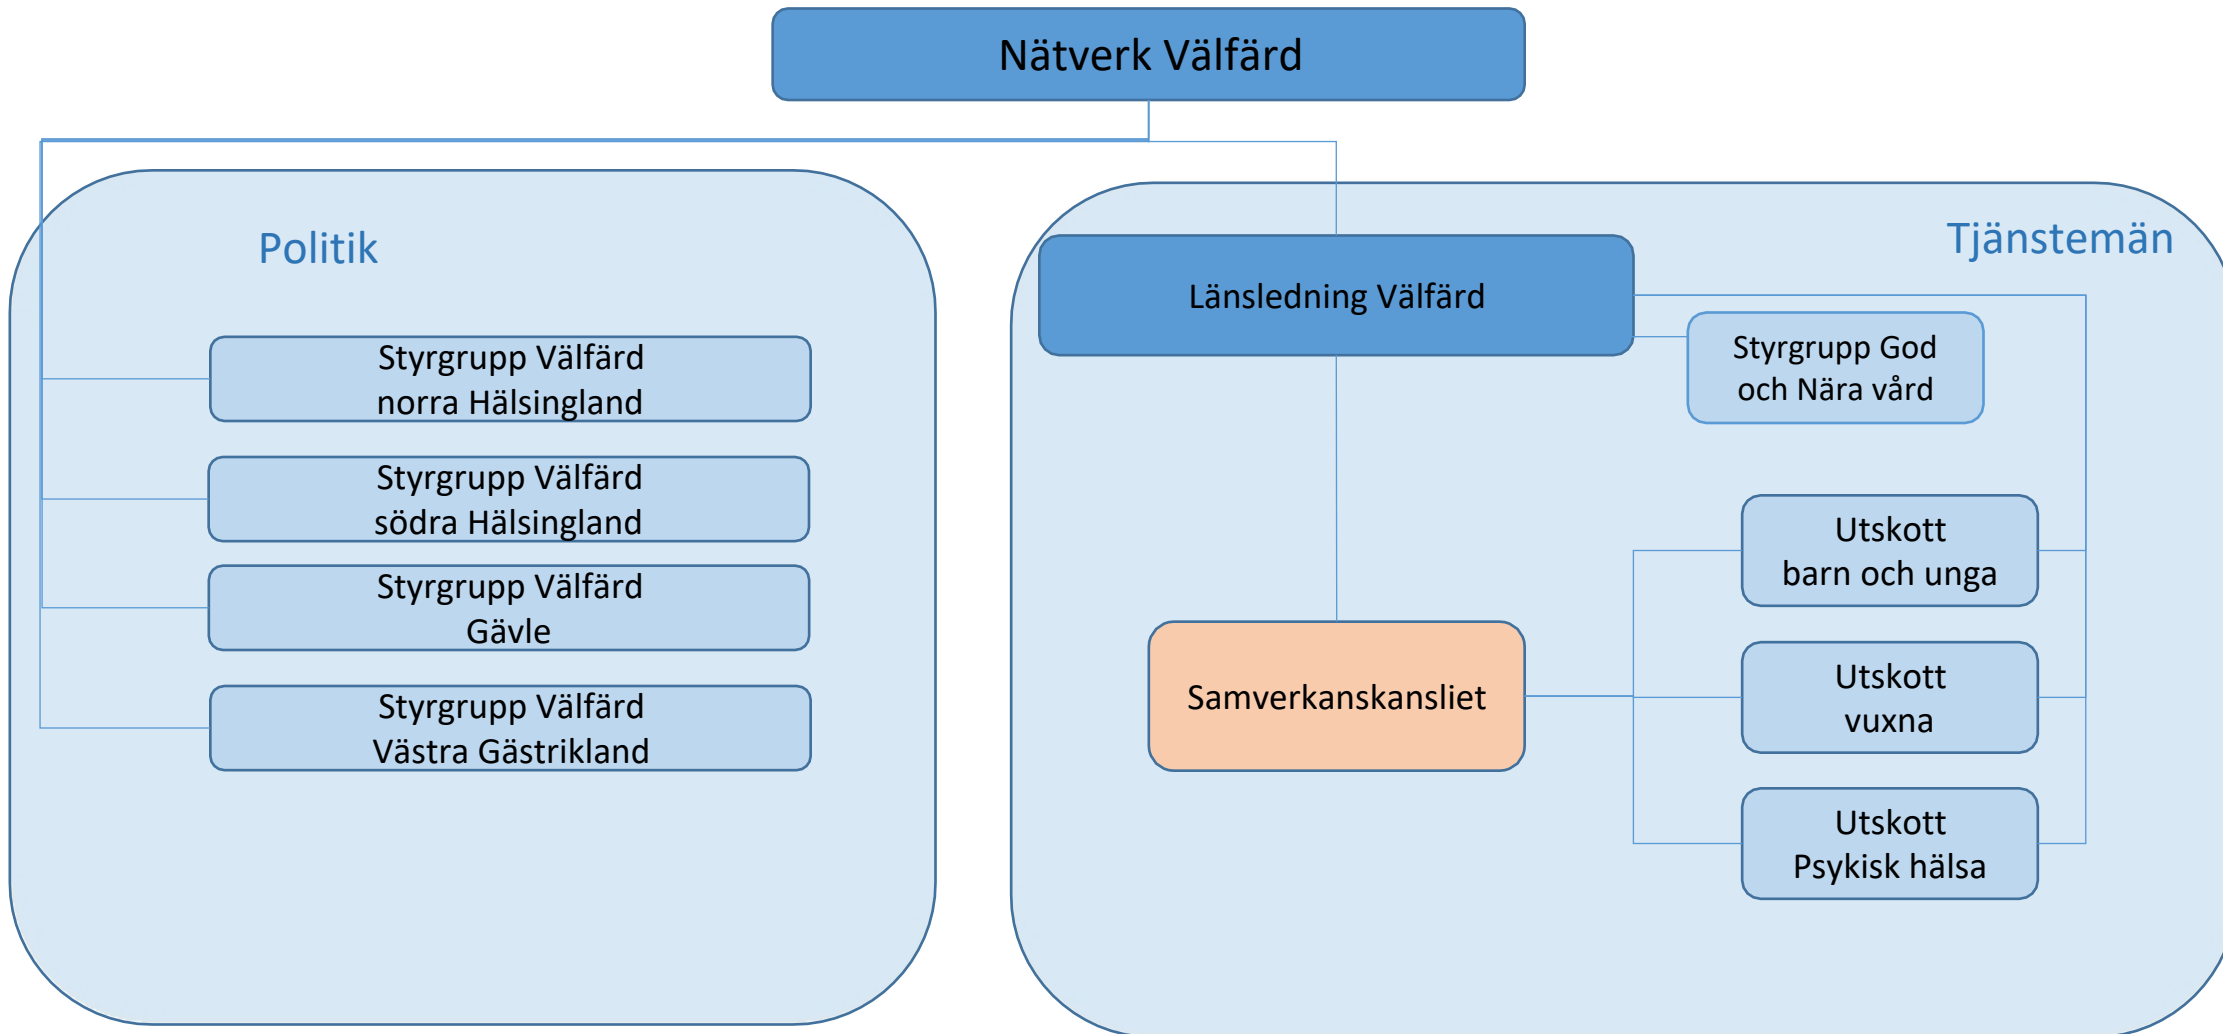 Nätverk Välfärd
Politik
Styrgrupp Välfärd
norra Hälsingland
Styrgrupp Välfärd
södra Hälsingland
Styrgrupp Välfärd
Gävle
Styrgrupp Välfärd
Västra Gästrikland
Tjänstemän
Länsledning Välfärd
Styrgrupp God
och Nära vård
Samverkanskansliet
Utskott
barn och unga
Utskott
vuxna
Utskott
Psykisk hälsa